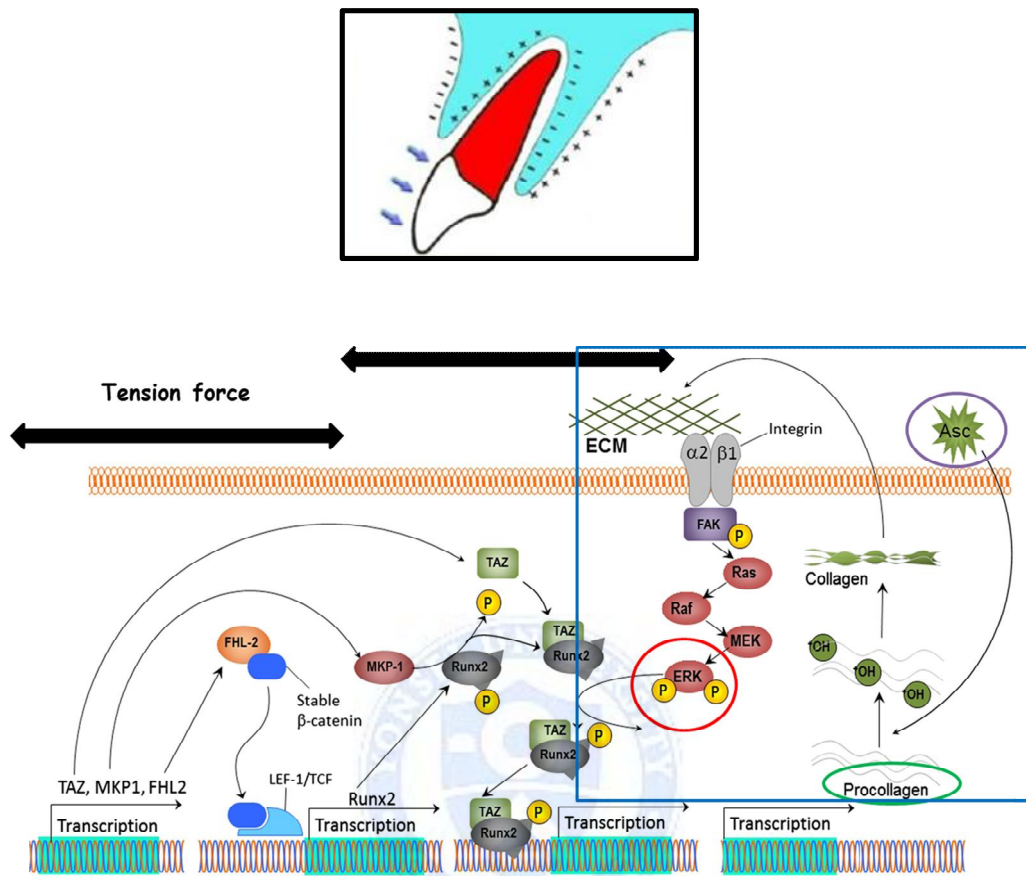 Tension force
ECM
α2
β1
Integrin
Asc
FAK
P
TAZ
Ras
Collagen
P
Raf
FHL-2
MKP-1
Runx2
TAZ
Runx2
MEK
OH
OH
OH
ERK
P
P
P
Stable
β-catenin
TAZ
P
Runx2
TAZ, MKP1, FHL2
LEF-1/TCF
Runx2
Procollagen
TAZ
P
Runx2
Transcription
Transcription
Transcription
Transcription